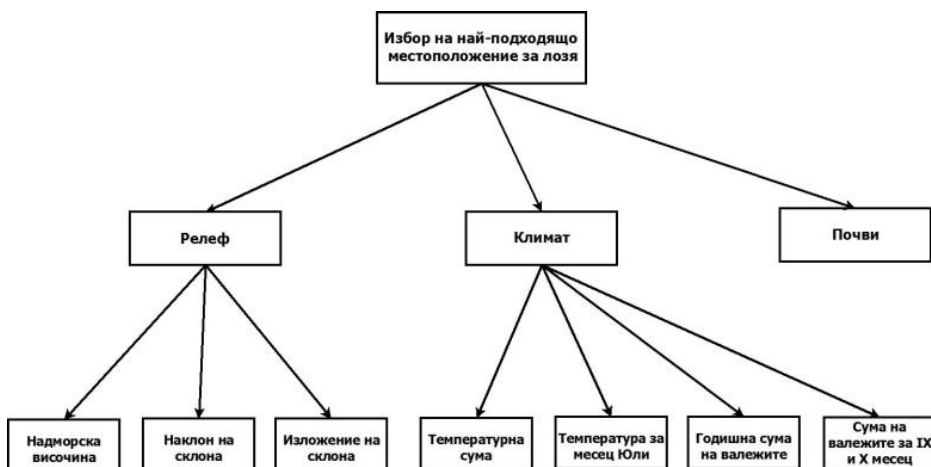 Избор на най-подходящо
местоположение за лозя
Релеф
Климат
Почви
Надморска
височина
Наклон на
склона
Изложение на
склона
Температурна
сума
Температура за
месец Юли
Годишна сума
на валежите
Сума на
валежите за IX
и X месец